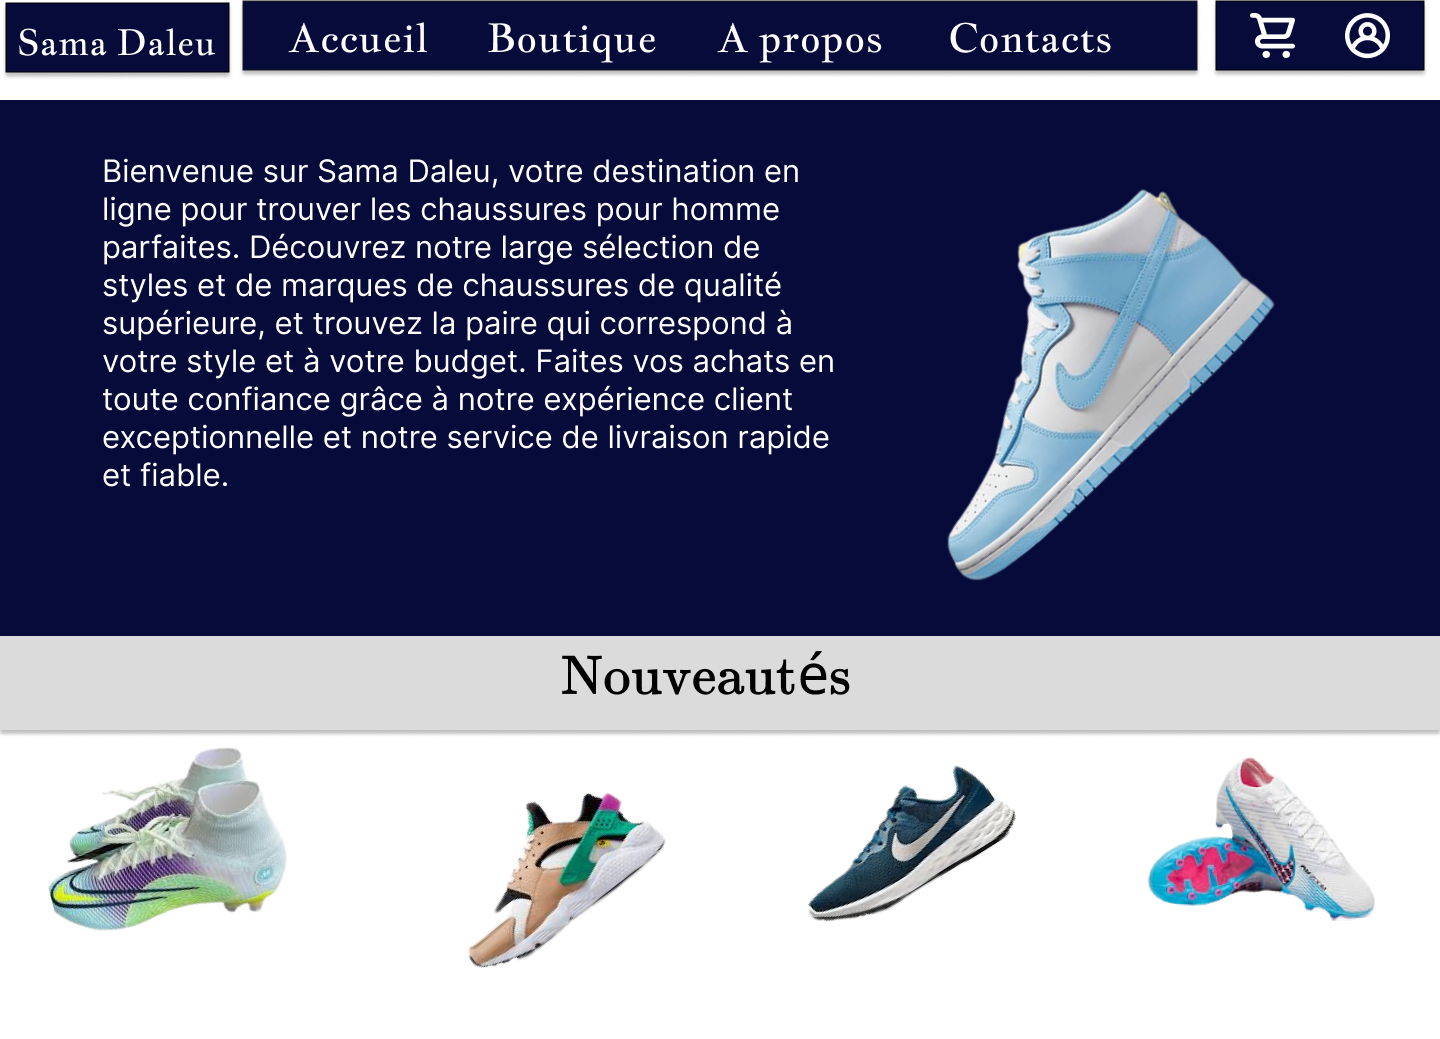 Sama Daleu
Accueil Boutique A propos Contacts
Bienvenue sur Sama Daleu, votre destination en
ligne pour trouver les chaussures pour homme
parfaites. Découvrez notre large sélection de
styles et de marques de chaussures de qualité
supérieure, et trouvez la paire qui correspond à
votre style et à votre budget. Faites vos achats en
toute confiance grâce à notre expérience client
exceptionnelle et notre service de livraison rapide
et fiable.
Nouveautés